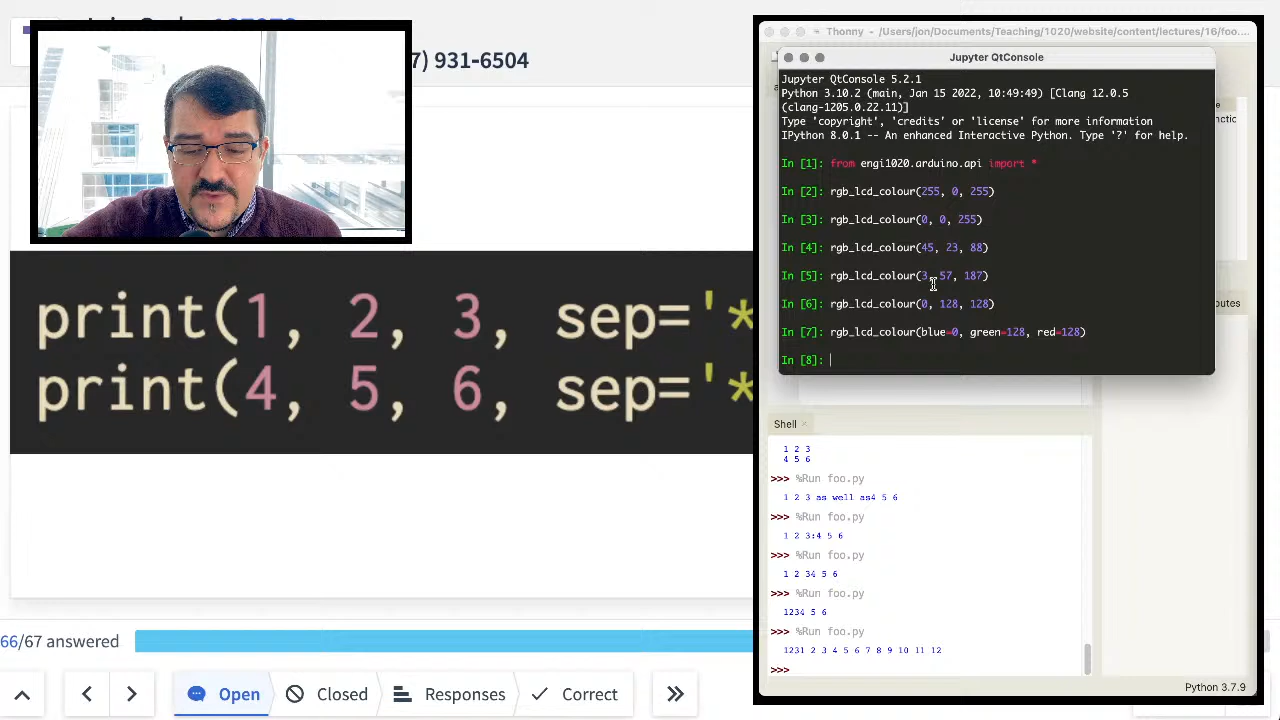 7) 931-6504
print(1, 2, 3, sep='*
print(4, 5, 6, sep='*
66/67 answered
Open
Closed
Responses
Correct
Thonny - /Users/jon/Documents/Teaching/1020/website/content/lectures/16/foo....
Jupyter QtConsole
Jupyter QtConsole 5.2.1
Python 3.10.2 (main, Jan 15 2022, 10:49:49) [Clang 12.0.5
(clang-1205.0.22.11)]
Type 'copyright', 'credits' or 'license' for more information
IPython 8.0.1 -- An enhanced Interactive Python. Type '?' for help.
In [1]: from engi1020.arduino.api import *
In [2]: rgb_lcd_colour(255, 0, 255)
In [3]: rgb_lcd_colour(0, 0, 255)
In [4]: rgb_lcd_colour(45, 23, 88)
In [5]: rgb_lcd_colour(3, 57, 187)
In [6]: rgb_lcd_colour(0, 128, 128)
In [7]: rgb_lcd_colour(blue=0, green=128, red=128)
In [8]:
Shell
1 2 3
4 5 6
>>> %Run foo.py
1 2 3 as well as4 5 6
>>> %Run foo.py
1 2 3:4 5 6
>>> %Run foo.py
1 2 34 5 6
>>> %Run foo.py
1234 5 6
>>> %Run foo.py
1231 2 3 4 5 6 7 8 9 10 11 12
>>>
Python 3.7.9